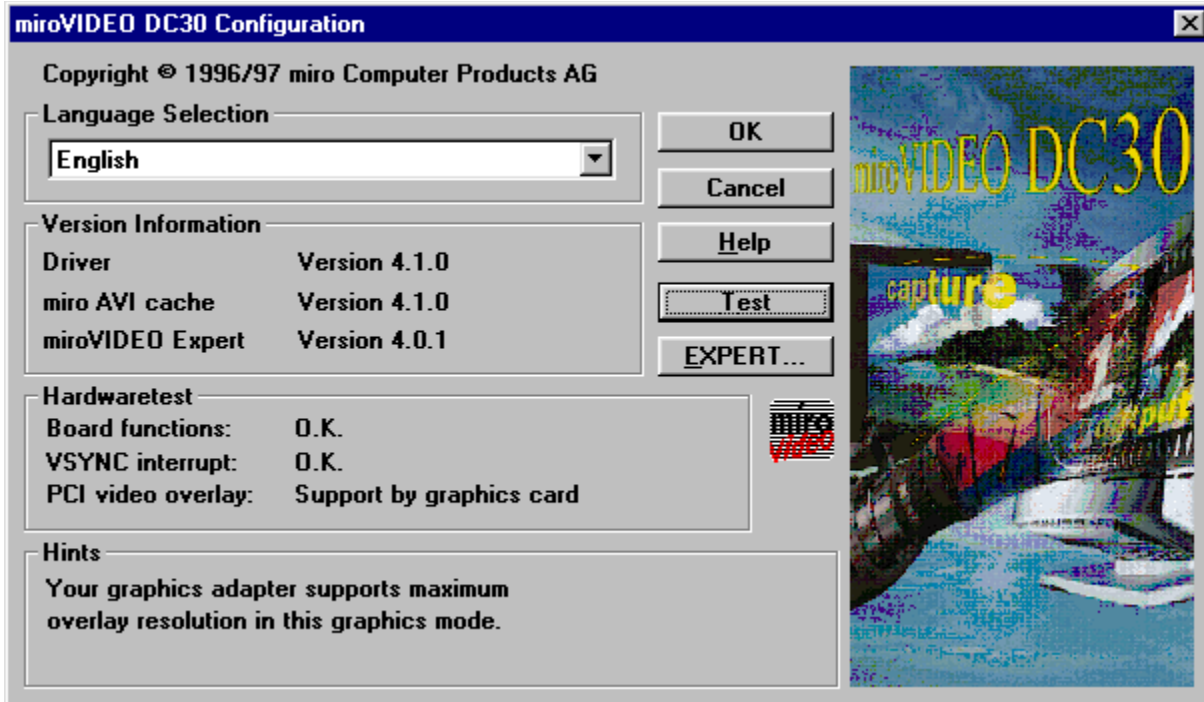 miroVIDEO DC30 Configuration
Copyright © 1996/97 miro Computer Products AG
Language Selection
English
Version Information
Driver Version 4.1.0
miro AVI cache Version 4.1.0
miroVIDEO Expert Version 4.0.1
Hardwaretest
Board functions: O.K.
VSYNC interrupt: O.K.
PCI video overlay: Support by graphics card
Hints
Your graphics adapter supports maximum
overlay resolution in this graphics mode.
OK
Cancel
Help
Test
EXPERT...
miro
video
miroVIDEO DC30
capture
output